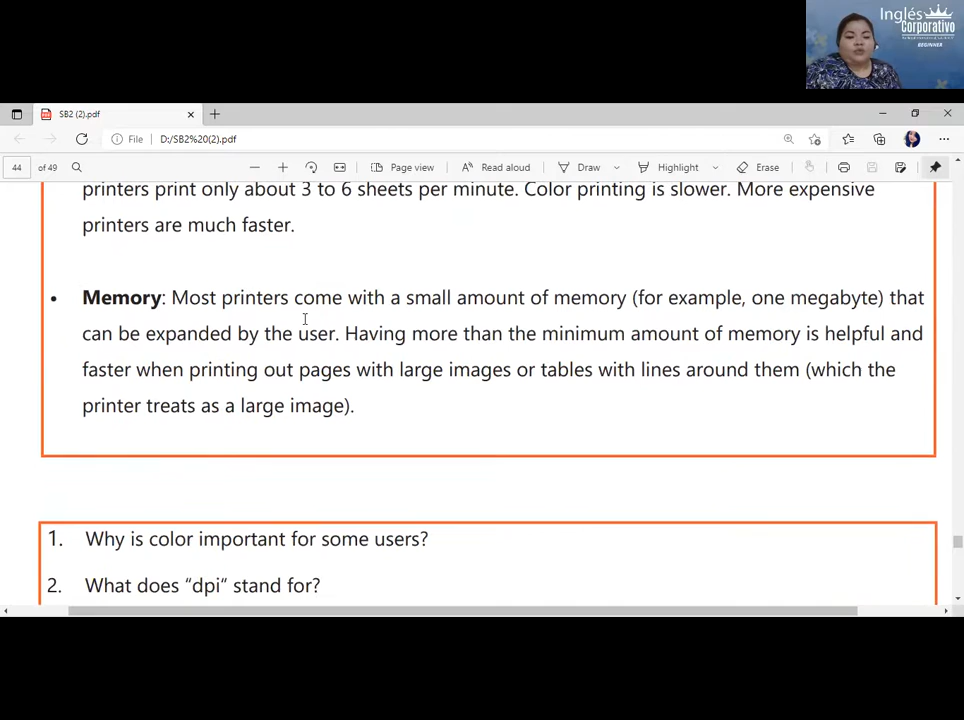 Inglés
Corporativo
BEGINNER
SB2 (2).pdf
File
D:/SB2%20(2).pdf
44 of 49
Page view
Read aloud
Draw
Highlight
Erase
printers print only about 3 to 6 sheets per minute. Color printing is slower. More expensive
printers are much faster.
• Memory: Most printers come with a small amount of memory (for example, one megabyte) that
can be expanded by the user. Having more than the minimum amount of memory is helpful and
faster when printing out pages with large images or tables with lines around them (which the
printer treats as a large image).
1. Why is color important for some users?
2. What does “dpi“ stand for?